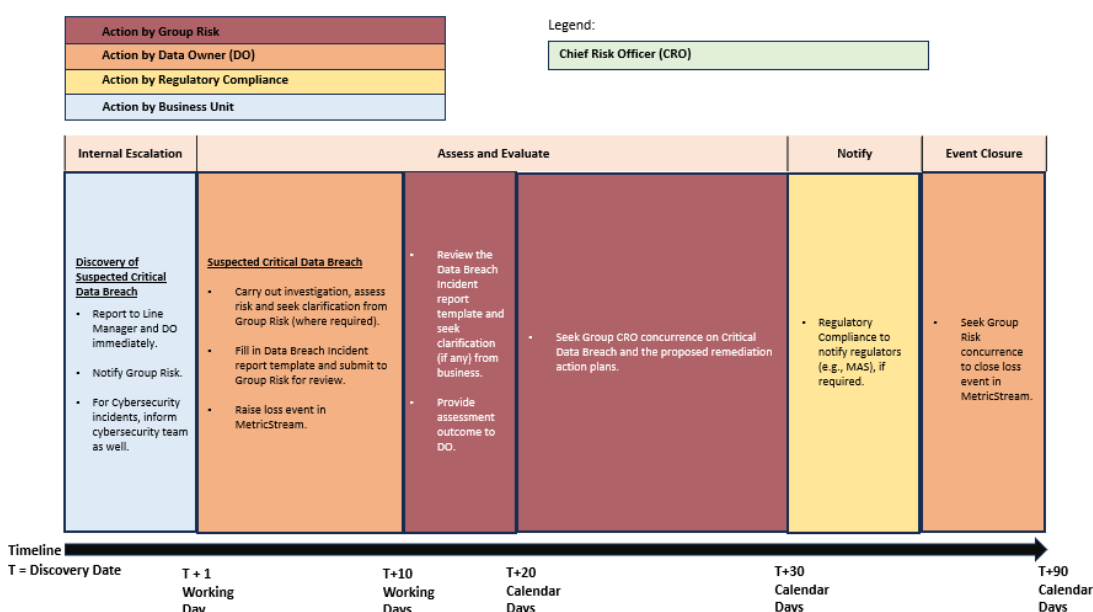 Action by Group Risk
Action by Data Owner (DO)
Action by Regulatory Compliance
Action by Business Unit
Legend:
Chief Risk Officer (CRO)
Internal Escalation
Assess and Evaluate
Notify
Event Closure
Discovery of
Suspected Critical
Data Breach
• Report to Line
Manager and DO
immediately.
• Notify Group Risk.
• For Cybersecurity
incidents, inform
cybersecurity team
as well.
Suspected Critical Data Breach
• Carry out investigation, assess
risk and seek clarification from
Group Risk (where required).
• Fill in Data Breach Incident
report template and submit to
Group Risk for review.
• Raise loss event in
MetricStream.
• Review the
Data Breach
Incident
report
template and
seek
clarification
(if any) from
business.
• Provide
assessment
outcome to
DO.
• Seek Group CRO concurrence on Critical
Data Breach and the proposed remediation
action plans.
• Regulatory
Compliance to
notify regulators
(e.g., MAS), if
required.
• Seek Group
Risk
concurrence
to close loss
event in
MetricStream.
Timeline
T = Discovery Date
T + 1
Working
Day
T+10
Working
Days
T+20
Calendar
Days
T+30
Calendar
Days
T+90
Calendar
Days